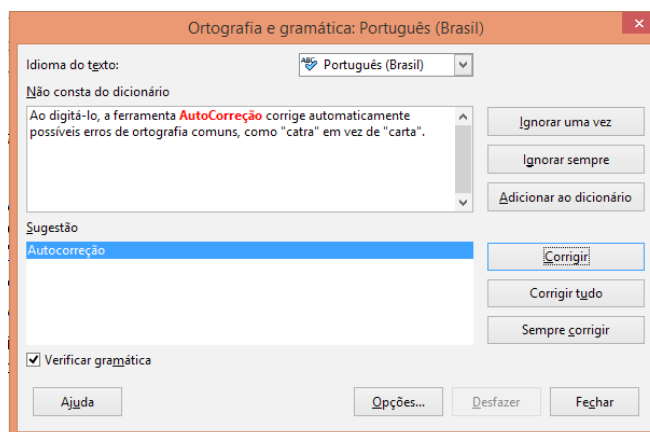 Ortografia e gramática: Português (Brasil)
Idioma do texto:
Português (Brasil)
Não consta do dicionário
Ao digitá-lo, a ferramenta AutoCorreção corrige automaticamente
possíveis erros de ortografia comuns, como "catra" em vez de "carta".
Ignorar uma vez
Ignorar sempre
Adicionar ao dicionário
Sugestão
Autocorreção
Corrigir
Corrigir tudo
Sempre corrigir
Verificar gramática
Ajuda
Opções...
Desfazer
Fechar